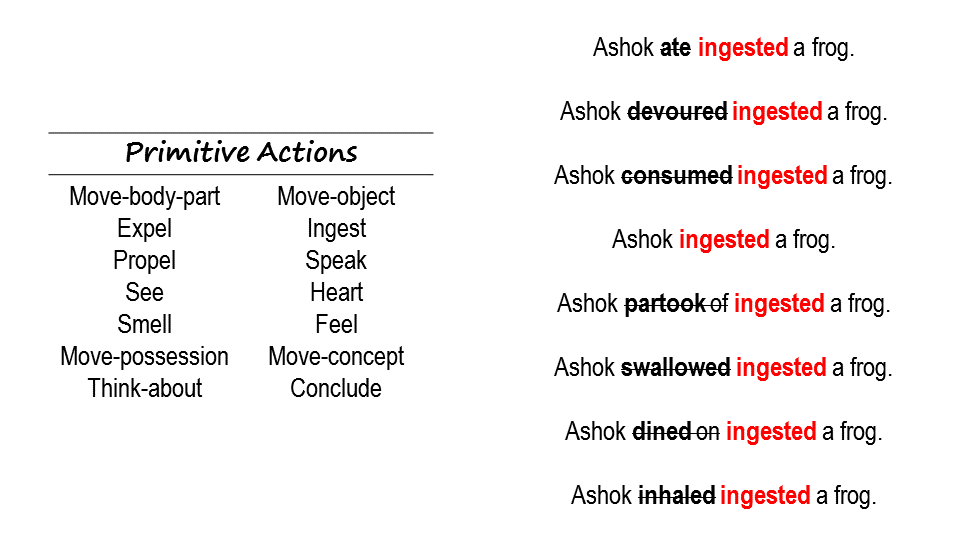 Primitive Actions
Move-body-part Move-object
Expel Ingest
Propel Speak
See Heart
Smell Feel
Move-possession Move-concept
Think-about Conclude
Ashok ate ingested a frog.
Ashok devoured ingested a frog.
Ashok consumed ingested a frog.
Ashok ingested a frog.
Ashok partook of ingested a frog.
Ashok swallowed ingested a frog.
Ashok dined on ingested a frog.
Ashok inhaled ingested a frog.